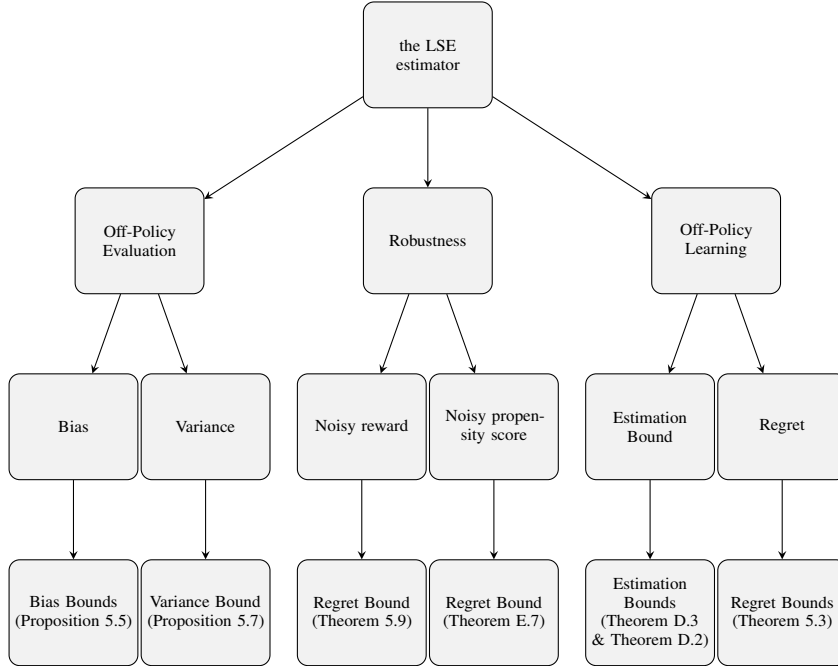 the LSE
estimator
Off-Policy
Evaluation
Robustness
Off-Policy
Learning
Bias
Variance
Noisy reward
Noisy propen-
sity score
Estimation
Bound
Regret
Bias Bounds
(Proposition 5.5)
Variance Bound
(Proposition 5.7)
Regret Bound
(Theorem 5.9)
Regret Bound
(Theorem E.7)
Estimation
Bounds
(Theorem D.3
& Theorem D.2)
Regret Bounds
(Theorem 5.3)